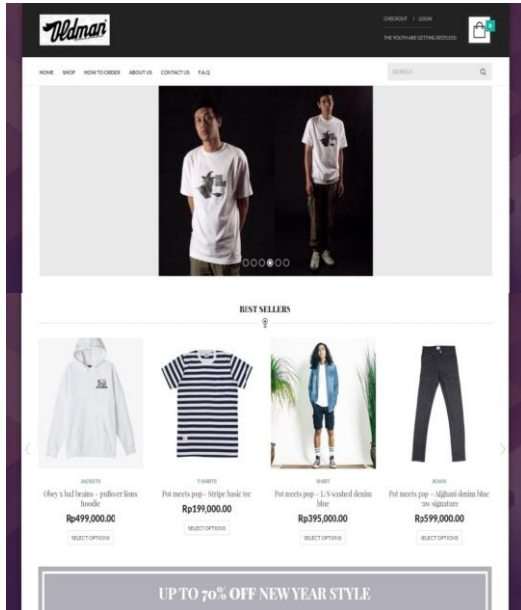 Oldman
CHECKOUT / LOGIN
THE YOUTH ARE GETTING RESTLESS!
HOME SHOP HOW TO ORDER ABOUT US CONTACT US F.A.Q.
SEARCH
BEST SELLERS
JACKETS
Obey x bad brains – pullover lious
hoodie
Rp499,000.00
SELECT OPTIONS
T-SHIRTS
Pot meets pop – Stripe basic tee
Rp199,000.00
SELECT OPTIONS
SHIRT
Pot meets pop – L/S washed denim
blue
Rp395,000.00
SELECT OPTIONS
JEANS
Pot meets pop – Afghani denim blue
raw signature
Rp599,000.00
SELECT OPTIONS
UP TO 70% OFF NEW YEAR STYLE